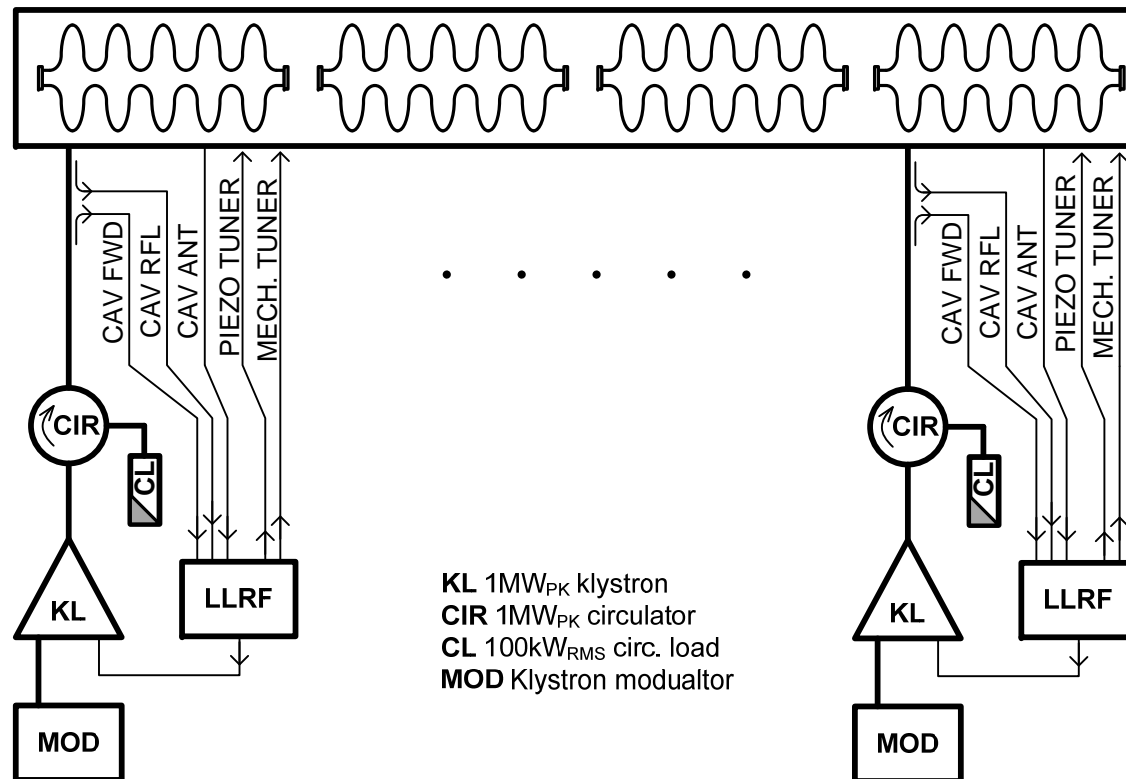 CAV FWD
CAV RFL
CAV ANT
PIEZO TUNER
MECH. TUNER
CAV FWD
CAV RFL
CAV ANT
PIEZO TUNER
MECH. TUNER
CIR
CL
CIR
CL
KL
LLRF
KL
LLRF
KL 1MWPK klystron
CIR 1MWPK circulator
CL 100kWRMS circ. load
MOD Klystron modualtor
MOD
MOD